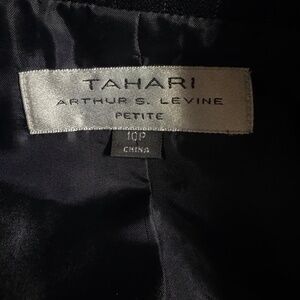 TAHARI
ARTHUR S. LEVINE
PETITE
10P
CHINA